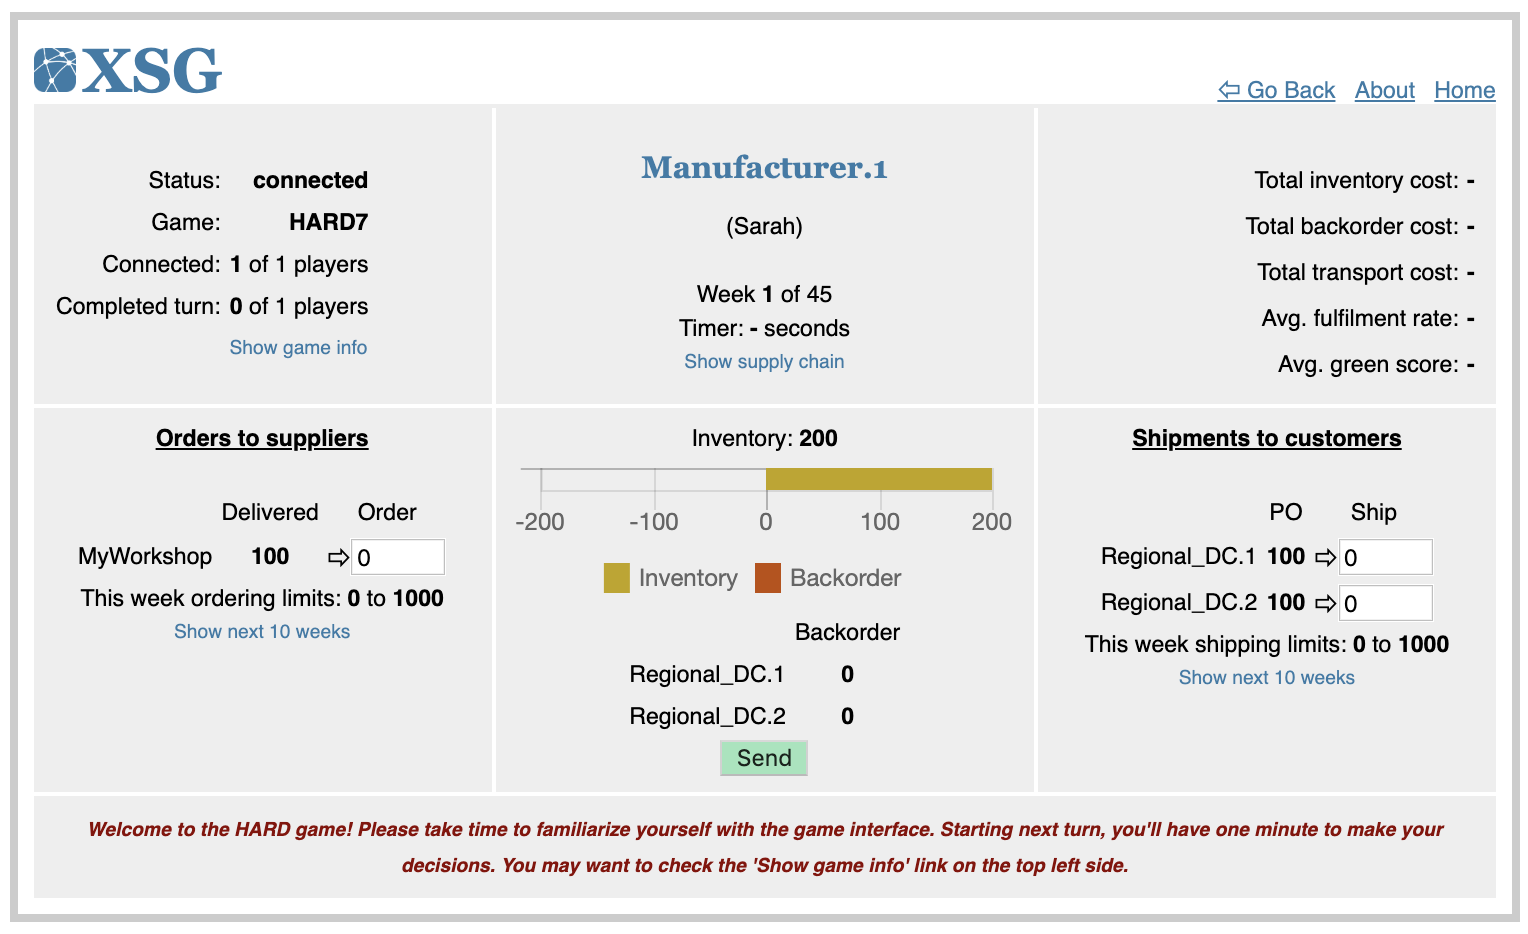 XSG
⇦ Go Back About Home
Status: connected
Game: HARD7
Connected: 1 of 1 players
Completed turn: 0 of 1 players
Show game info
Manufacturer.1
(Sarah)
Week 1 of 45
Timer: - seconds
Show supply chain
Total inventory cost: -
Total backorder cost: -
Total transport cost: -
Avg. fulfilment rate: -
Avg. green score: -
Orders to suppliers
Delivered Order
MyWorkshop 100 ⇨ 0
This week ordering limits: 0 to 1000
Show next 10 weeks
Inventory: 200
-200 -100 0 100 200
Inventory Backorder
Backorder
Regional_DC.1 0
Regional_DC.2 0
Send
Shipments to customers
PO Ship
Regional_DC.1 100 ⇨ 0
Regional_DC.2 100 ⇨ 0
This week shipping limits: 0 to 1000
Show next 10 weeks
Welcome to the HARD game! Please take time to familiarize yourself with the game interface. Starting next turn, you'll have one minute to make your
decisions. You may want to check the 'Show game info' link on the top left side.